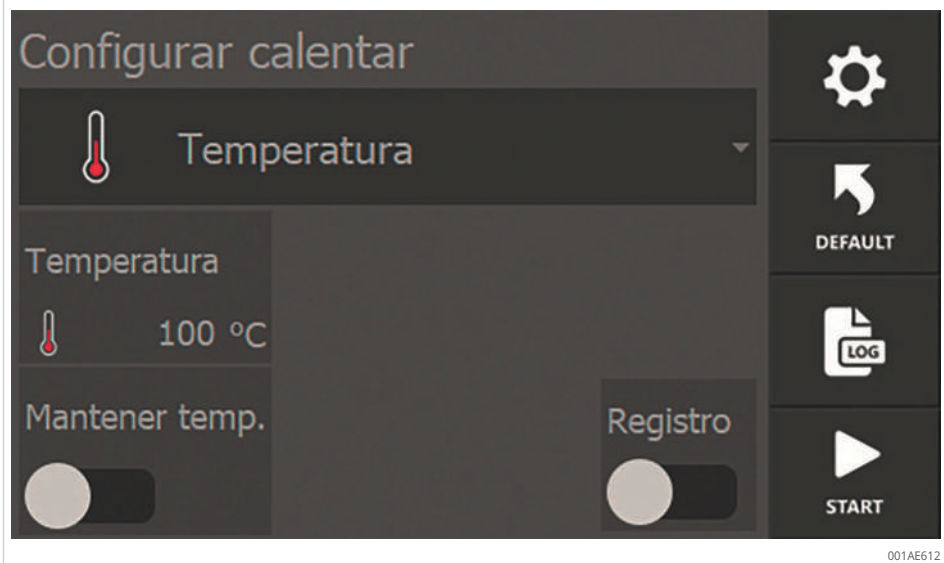 Configurar calentar
Temperatura
Temperatura
100 °C
Mantener temp.
Registro
DEFAULT
LOG
START
001AE612